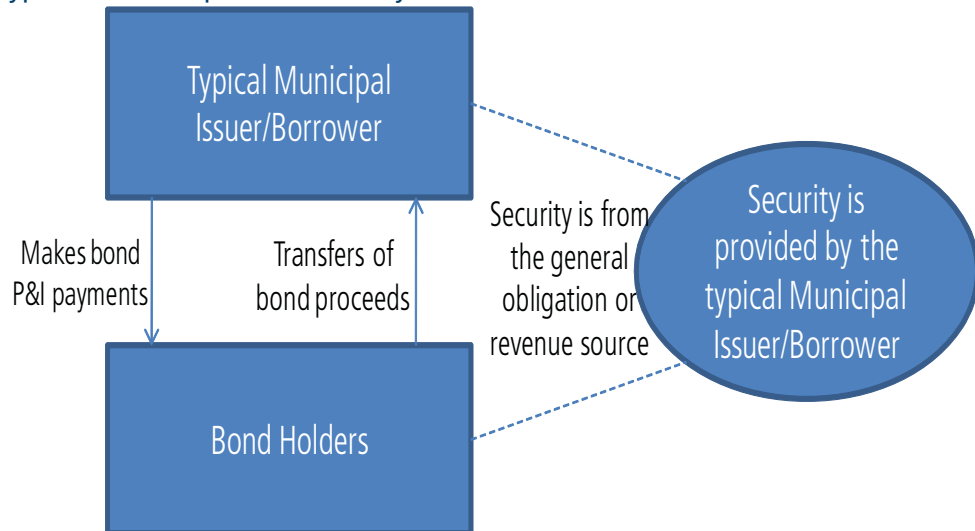 Typical Municipal
Issuer/Borrower
Makes bond
P&I payments
Transfers of
bond proceeds
Security is from
the general
obligation or
revenue source
Security is
provided by the
typical Municipal
Issuer/Borrower
Bond Holders